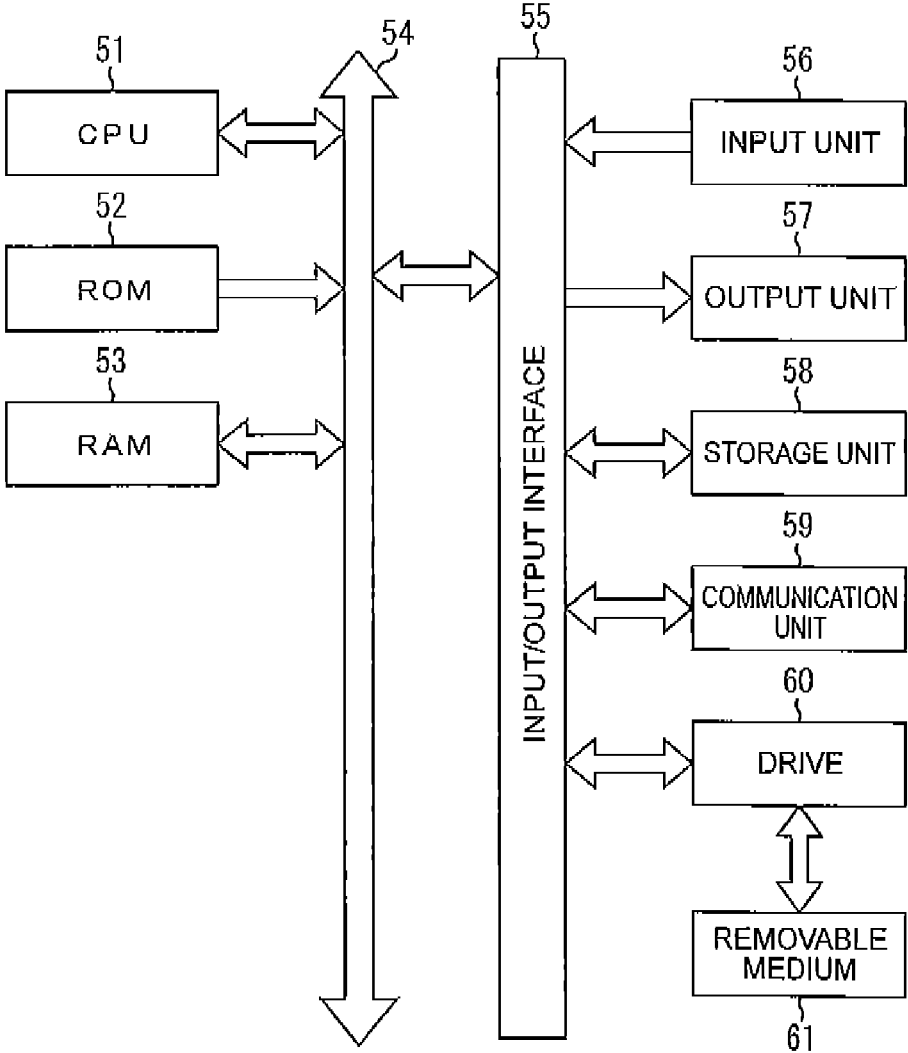 51
CPU
52
ROM
53
RAM
54
55
INPUT/OUTPUT INTERFACE
56
INPUT UNIT
57
OUTPUT UNIT
58
STORAGE UNIT
59
COMMUNICATION
UNIT
60
DRIVE
REMOVABLE
MEDIUM
61